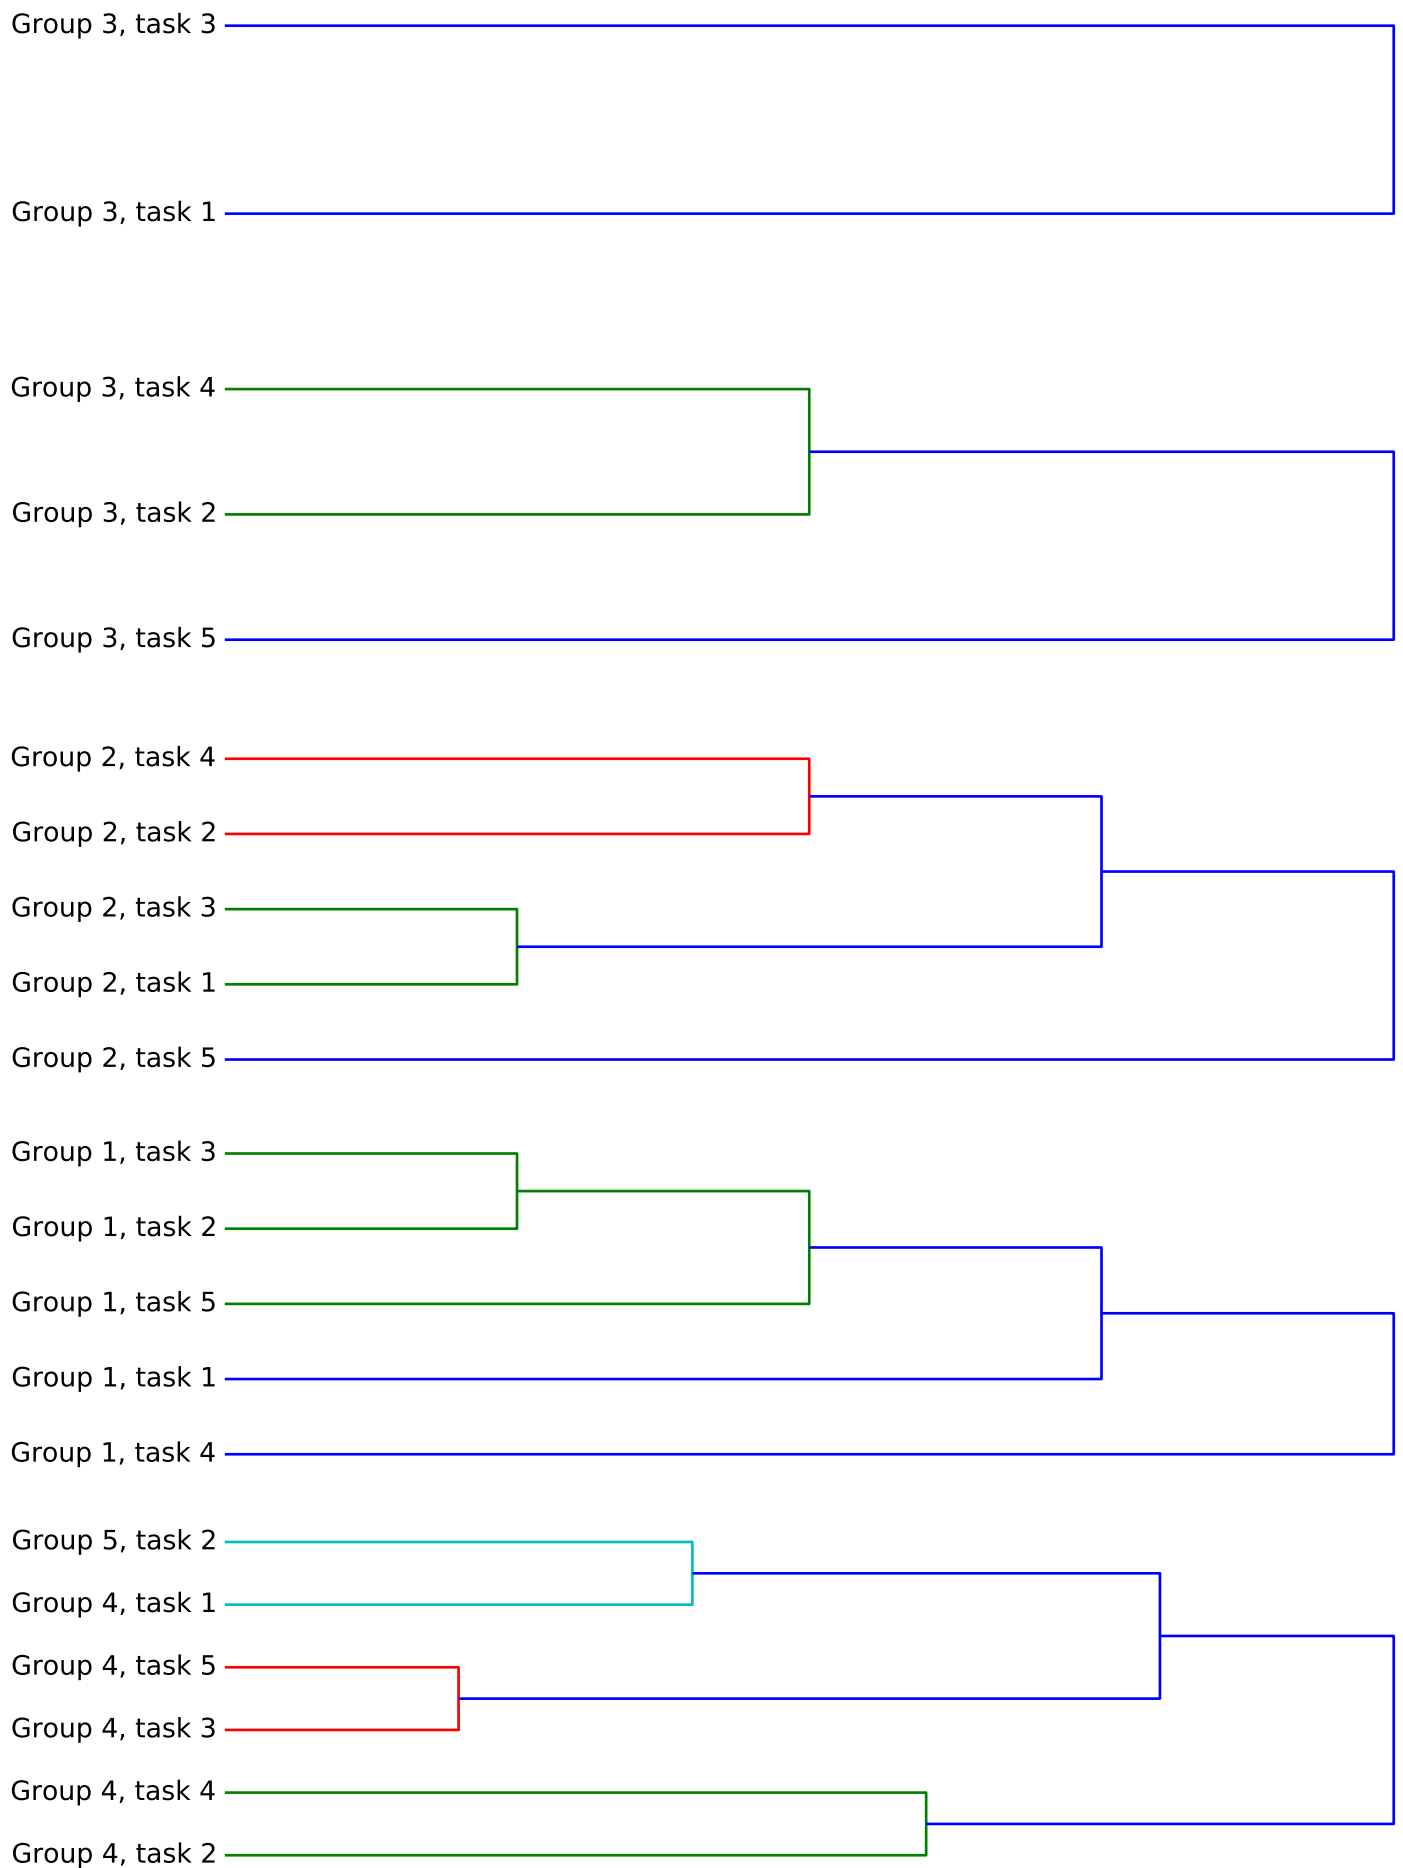 Group 3, task 3
Group 3, task 1
Group 3, task 4
Group 3, task 2
Group 3, task 5
Group 2, task 4
Group 2, task 2
Group 2, task 3
Group 2, task 1
Group 2, task 5
Group 1, task 3
Group 1, task 2
Group 1, task 5
Group 1, task 1
Group 1, task 4
Group 5, task 2
Group 4, task 1
Group 4, task 5
Group 4, task 3
Group 4, task 4
Group 4, task 2